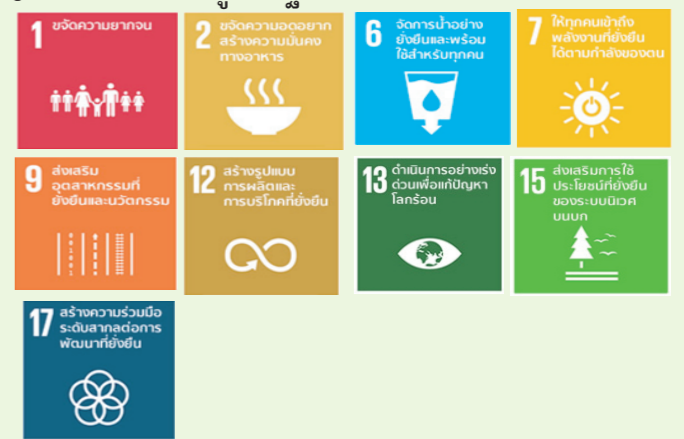 1 ขจัดความยากจน
2 ขจัดความอดอยาก
สร้างความมั่นคง
ทางอาหาร
6 จัดการน้ำอย่าง
ยั่งยืนและพร้อม
ใช้สำหรับทุกคน
7 ให้ทุกคนเข้าถึง
พลังงานที่ยั่งยืน
ได้ตามกำลังของตน
9 ส่งเสริม
อุตสาหกรรมที่
ยั่งยืนและนวัตกรรม
12 สร้างรูปแบบ
การผลิตและ
การบริโภคที่ยั่งยืน
13 ดำเนินการอย่างเร่ง
ด่วนเพื่อแก้ปัญหา
โลกร้อน
15 ส่งเสริมการใช้
ประโยชน์ที่ยั่งยืน
ของระบบนิเวศ
บนบก
17 สร้างความร่วมมือ
ระดับสากลต่อการ
พัฒนาที่ยั่งยืน